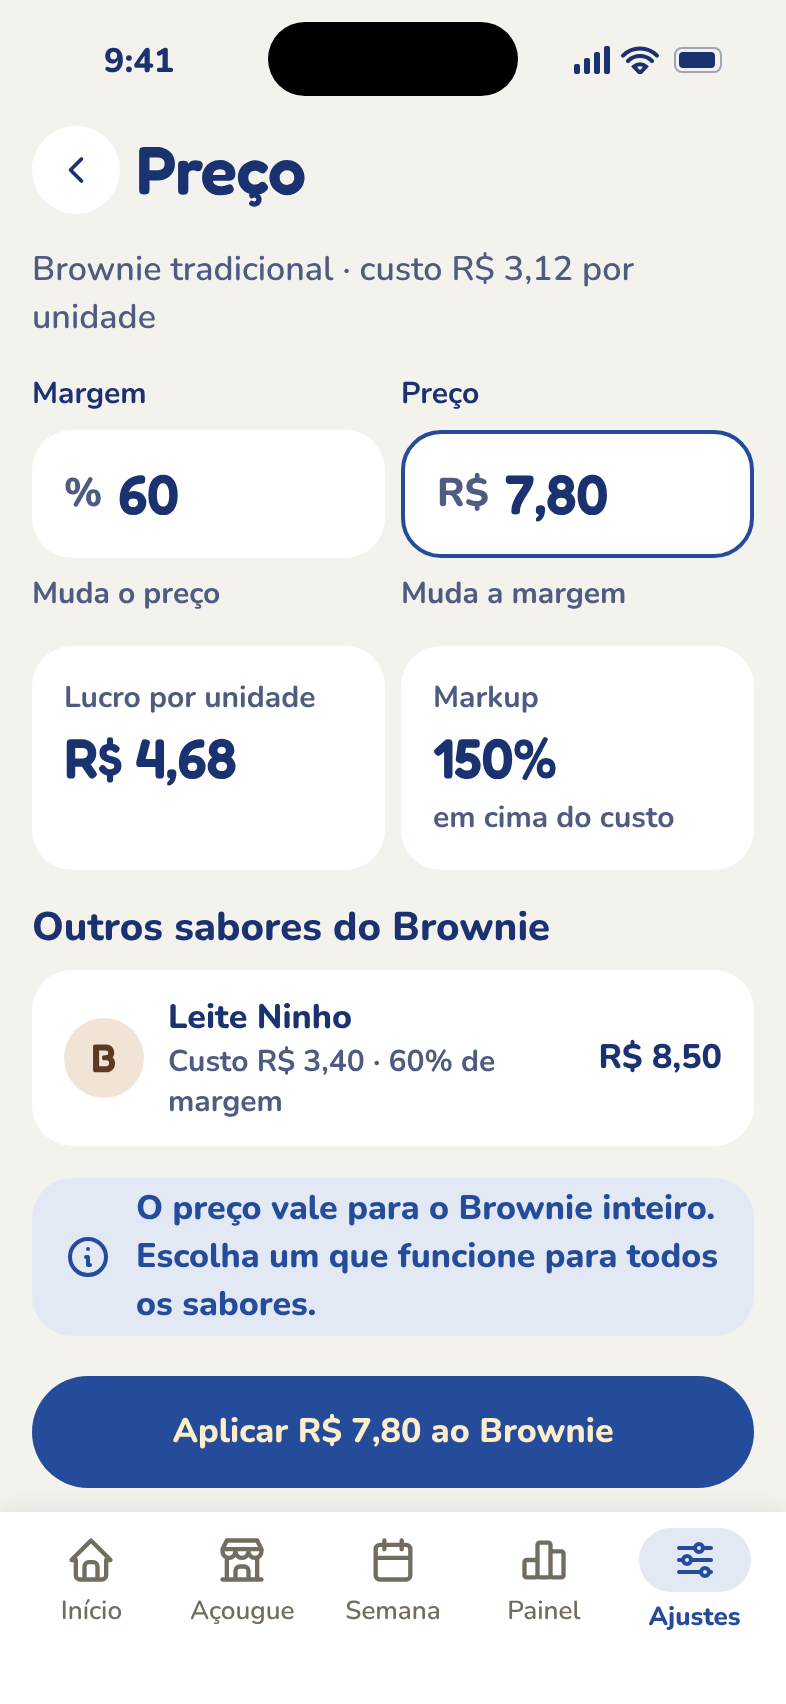 9:41
Preço
Brownie tradicional · custo R$ 3,12 por
unidade
Margem
Preço
% 60
R$ 7,80
Muda o preço
Muda a margem
Lucro por unidade
R$ 4,68
Markup
150%
em cima do custo
Outros sabores do Brownie
B
Leite Ninho
Custo R$ 3,40 · 60% de
margem
R$ 8,50
O preço vale para o Brownie inteiro.
Escolha um que funcione para todos
os sabores.
Aplicar R$ 7,80 ao Brownie
Início
Açougue
Semana
Painel
Ajustes